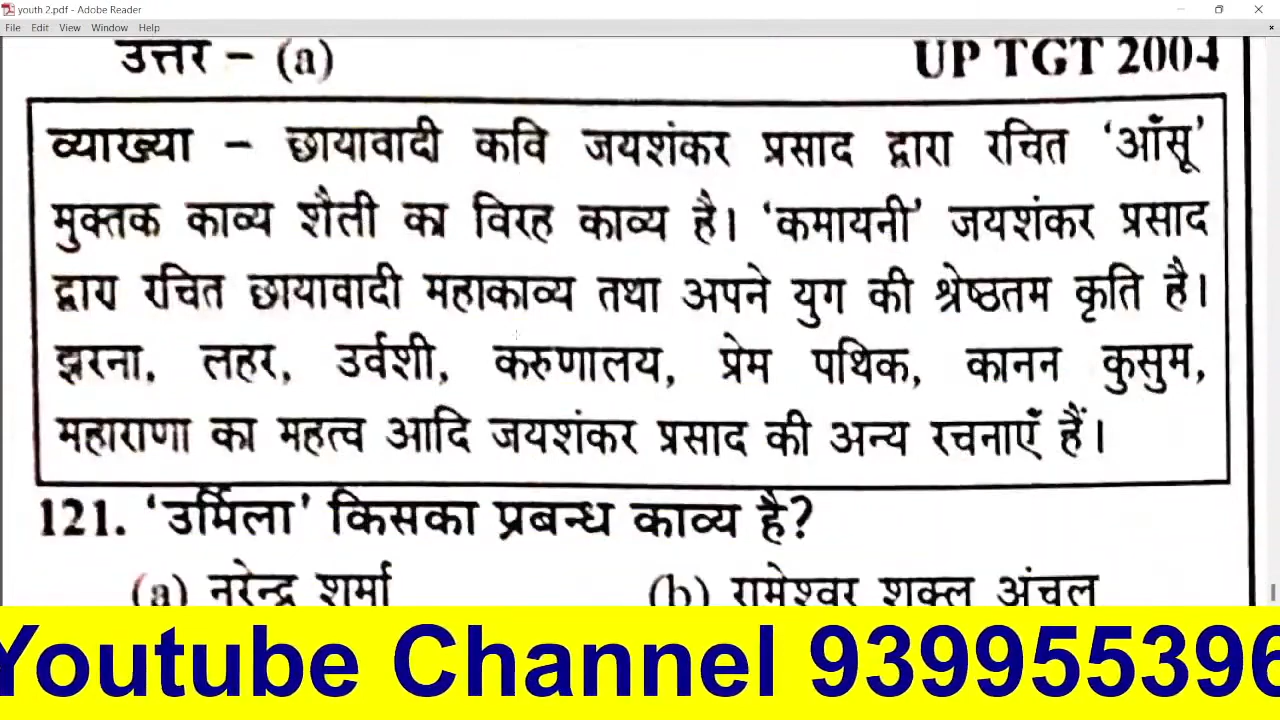 youth 2.pdf - Adobe Reader
File Edit View Window Help
उत्तर – (a) UP TGT 2004
व्याख्या – छायावादी कवि जयशंकर प्रसाद द्वारा रचित ‘आँसू’
मुक्तक काव्य शैली का विरह काव्य है। ‘कमायनी’ जयशंकर प्रसाद
द्वारा रचित छायावादी महाकाव्य तथा अपने युग की श्रेष्ठतम कृति है।
झरना, लहर, उर्वशी, करुणालय, प्रेम पथिक, कानन कुसुम,
महाराणा का महत्व आदि जयशंकर प्रसाद की अन्य रचनाएँ हैं।
121. ‘उर्मिला’ किसका प्रबन्ध काव्य है?
(a) नरेन्द्र शर्मा (b) रामेश्वर शुक्ल अंचल
Youtube Channel 939955396